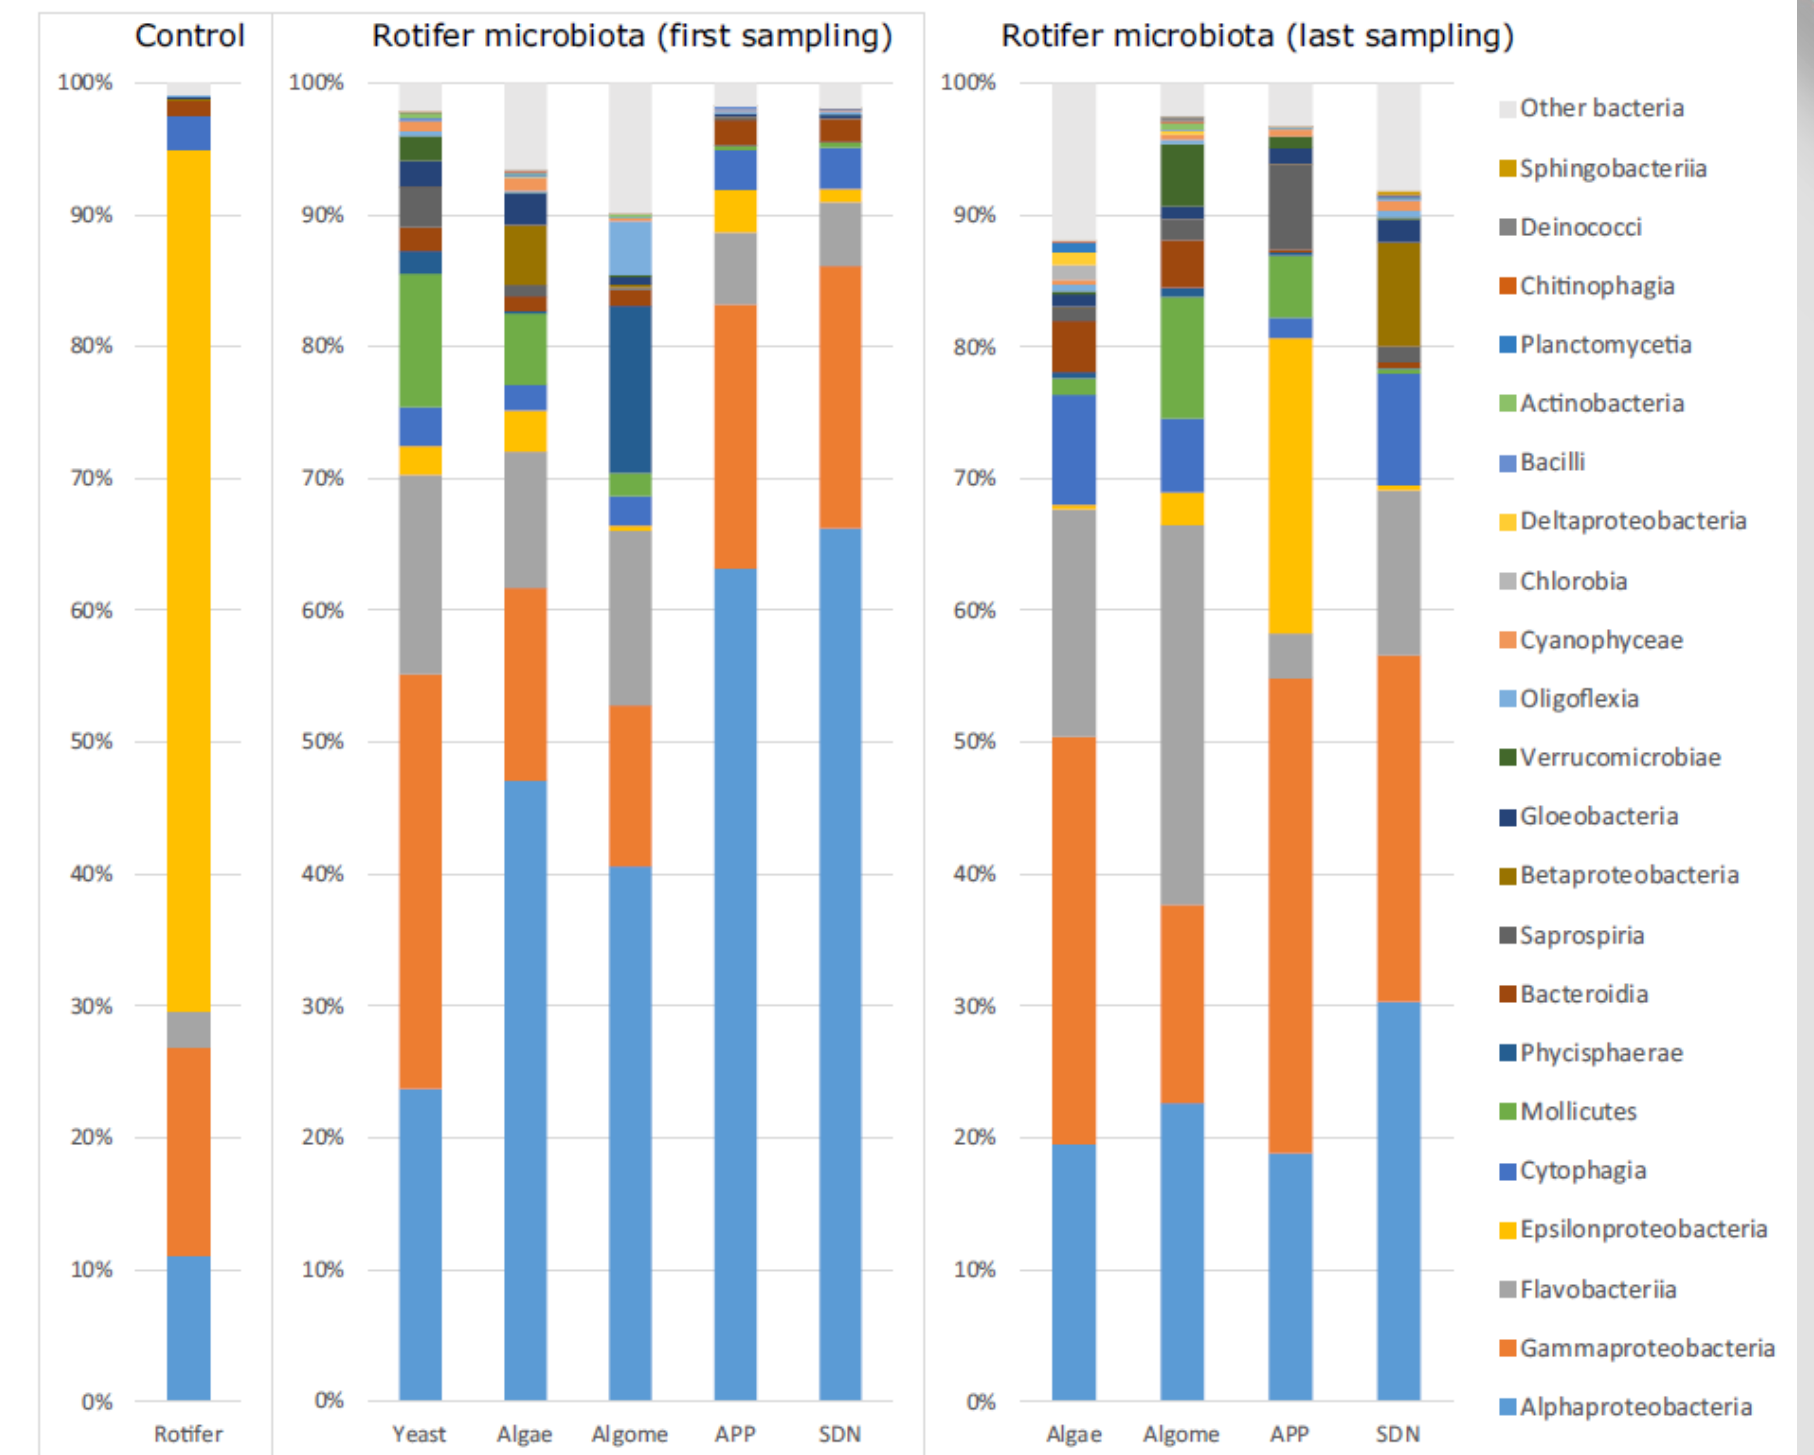 Control
Rotifer microbiota (first sampling)
Rotifer microbiota (last sampling)
100%
90%
80%
70%
60%
50%
40%
30%
20%
10%
0%
Rotifer
100%
90%
80%
70%
60%
50%
40%
30%
20%
10%
0%
Yeast
Algae
Algome
APP
SDN
100%
90%
80%
70%
60%
50%
40%
30%
20%
10%
0%
Algae
Algome
APP
SDN
Other bacteria
Sphingobacteriia
Deinococci
Chitinophagia
Planctomycetia
Actinobacteria
Bacilli
Deltaproteobacteria
Chlorobia
Cyanophyceae
Oligoflexia
Verrucomicrobiae
Gloeobacteria
Betaproteobacteria
Saprospiria
Bacteroidia
Phycisphaerae
Mollicutes
Cytophagia
Epsilonproteobacteria
Flavobacteriia
Gammaproteobacteria
Alphaproteobacteria